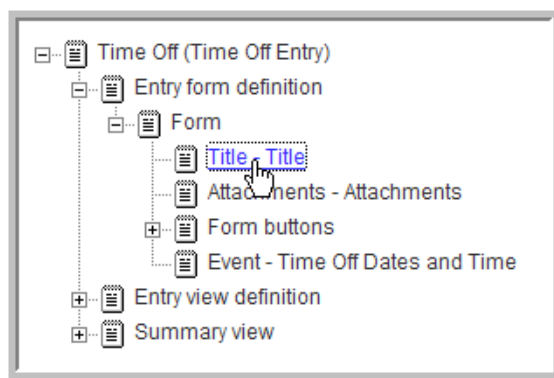 Time Off (Time Off Entry)
Entry form definition
Form
Title - Title
Attachments - Attachments
Form buttons
Event - Time Off Dates and Time
Entry view definition
Summary view